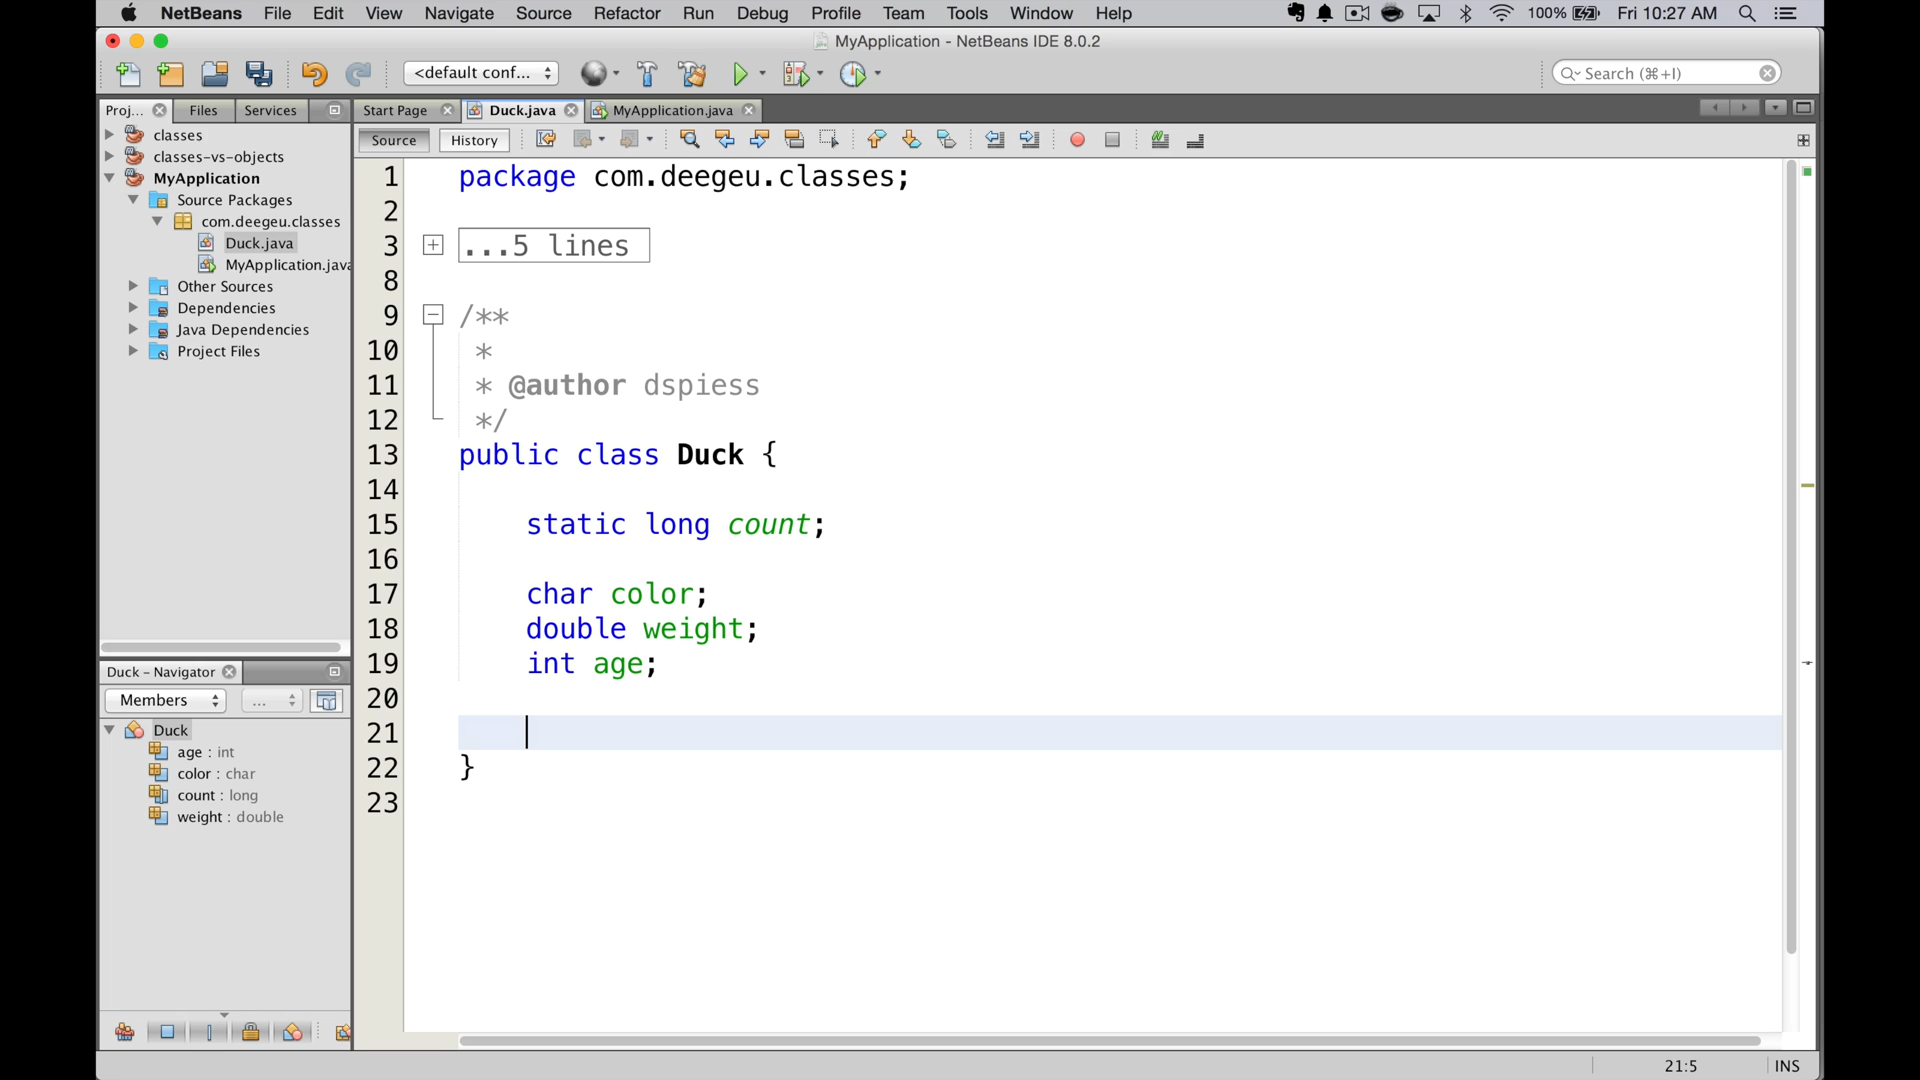 NetBeans File Edit View Navigate Source Refactor Run Debug Profile Team Tools Window Help 100% Fri 10:27 AM
MyApplication - NetBeans IDE 8.0.2
<default conf... Search (⌘+I)
Proj... Files Services Start Page Duck.java MyApplication.java
Source History
classes
classes-vs-objects
MyApplication
Source Packages
com.deegeu.classes
Duck.java
MyApplication.java
Other Sources
Dependencies
Java Dependencies
Project Files
Duck - Navigator
Members ...
Duck
age : int
color : char
count : long
weight : double
1 package com.deegeu.classes;
2
3 ...5 lines
8
9 /**
10 *
11 * @author dspiess
12 */
13 public class Duck {
14
15 static long count;
16
17 char color;
18 double weight;
19 int age;
20
21
22 }
23
21:5 INS